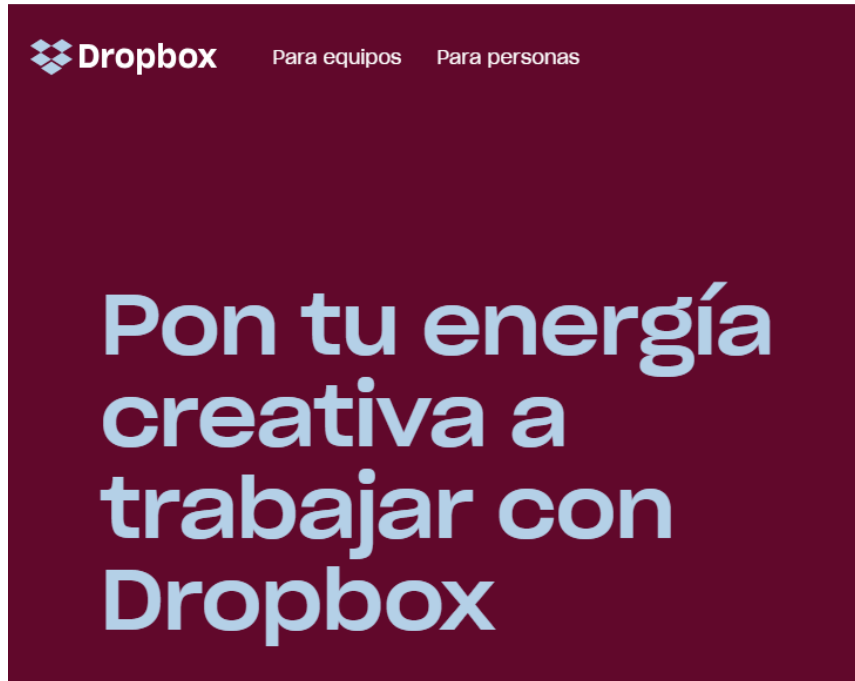 Dropbox Para equipos Para personas
Pon tu energía
creativa a
trabajar con
Dropbox